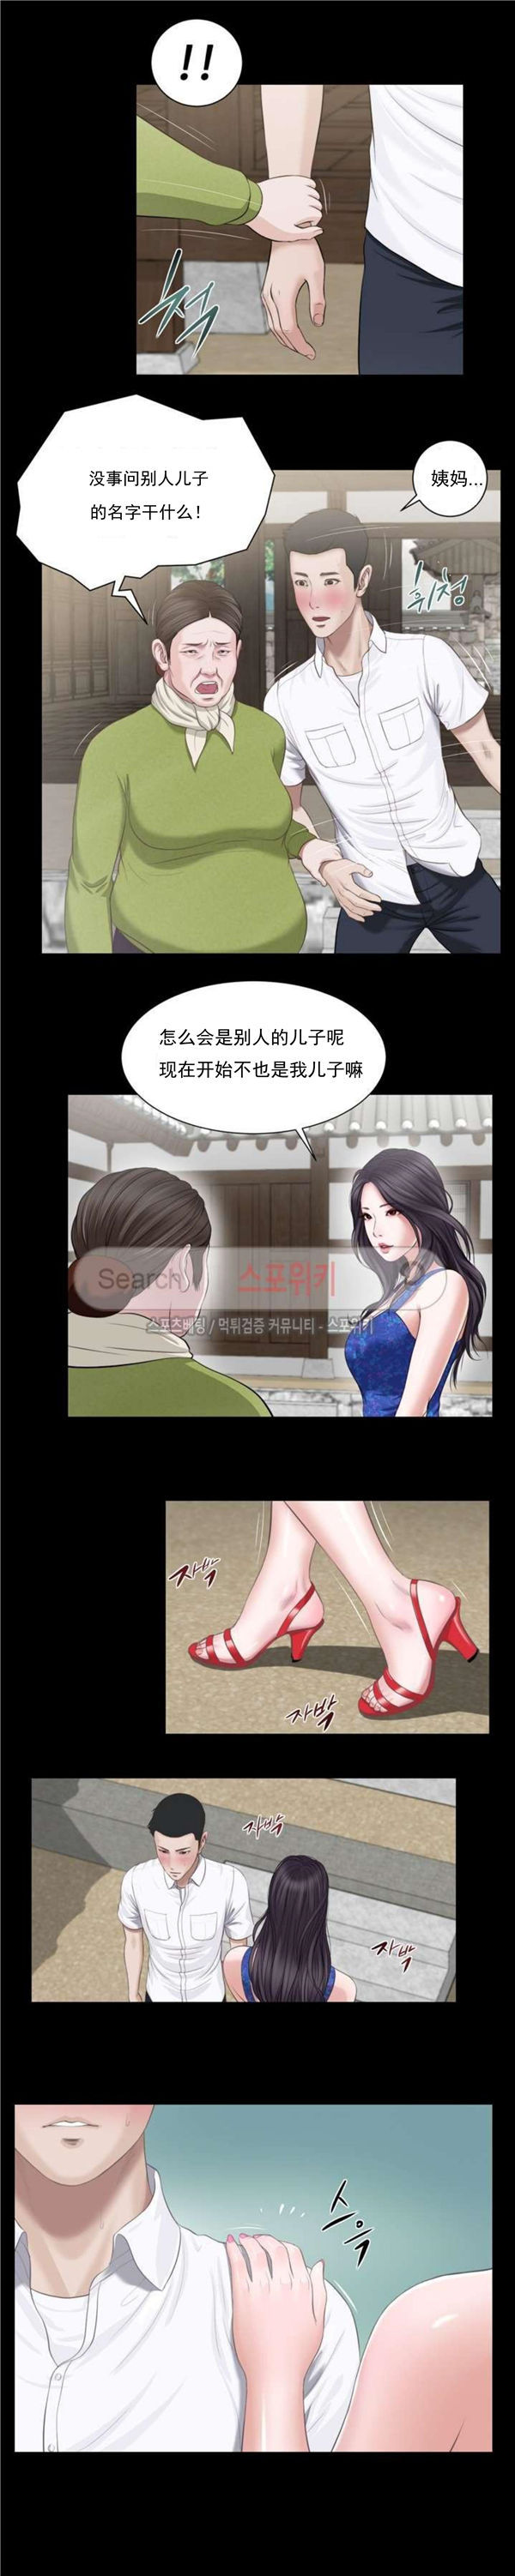 !!
척
没事问别人儿子
的名字干什么!
姨妈...
휘청
怎么会是别人的儿子呢
现在开始不也是我儿子嘛
Search
스포위키
스포츠베팅 / 먹튀검증 커뮤니티 - 스포위키
자박
자박
자박
자박
스윽